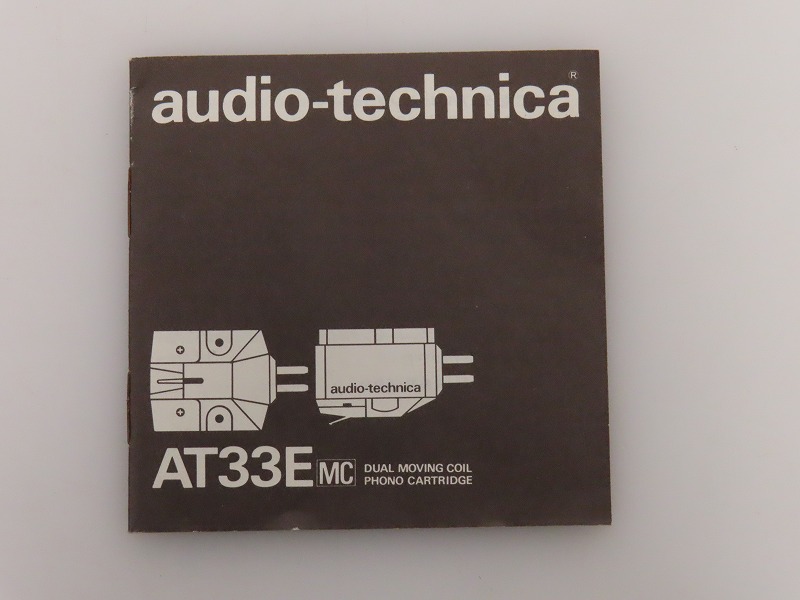 audio-technica®
audio-technica
AT33E MC DUAL MOVING COIL
PHONO CARTRIDGE